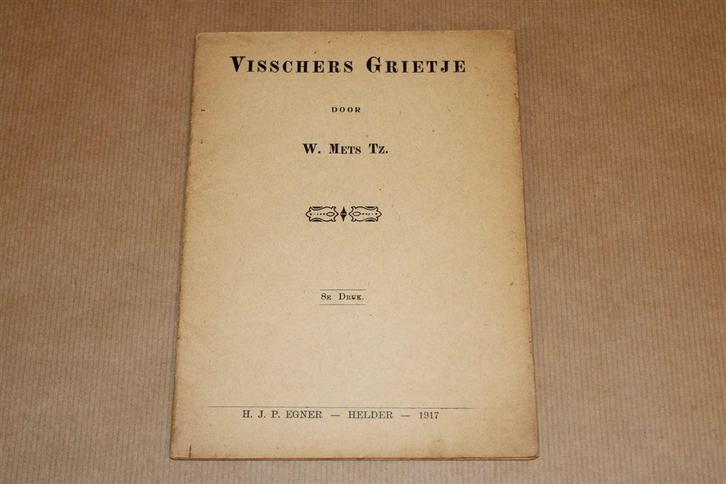 VISSCHERS GRIETJE
DOOR
W. METS TZ.
8E DRUK.
H. J. P. EGNER — HELDER — 1917